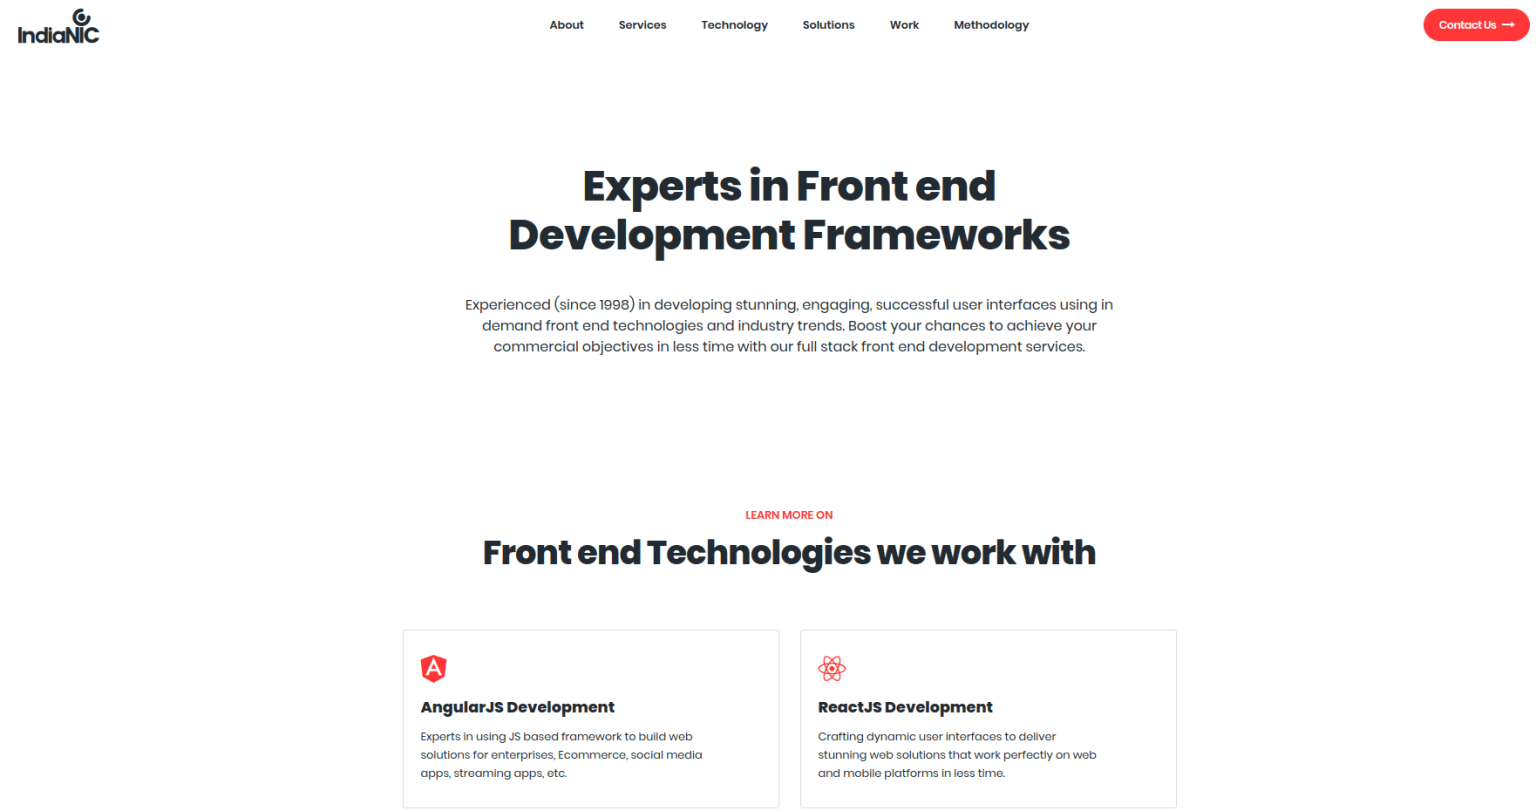 IndiaNIC
About Services Technology Solutions Work Methodology
Contact Us
Experts in Front end
Development Frameworks
Experienced (since 1998) in developing stunning, engaging, successful user interfaces using in
demand front end technologies and industry trends. Boost your chances to achieve your
commercial objectives in less time with our full stack front end development services.
LEARN MORE ON
Front end Technologies we work with
A
AngularJS Development
Experts in using JS based framework to build web
solutions for enterprises, Ecommerce, social media
apps, streaming apps, etc.
ReactJS Development
Crafting dynamic user interfaces to deliver
stunning web solutions that work perfectly on web
and mobile platforms in less time.